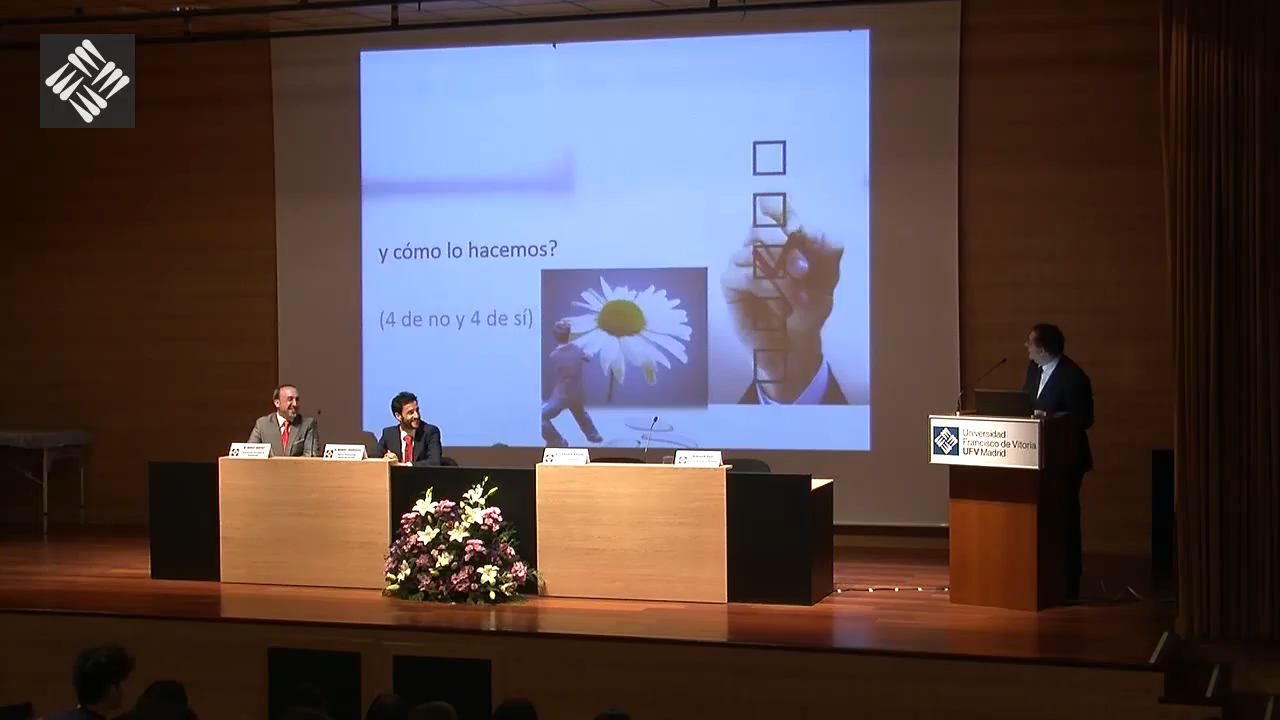 y cómo lo hacemos?
(4 de no y 4 de sí)
Universidad
Francisco de Vitoria
UFV Madrid